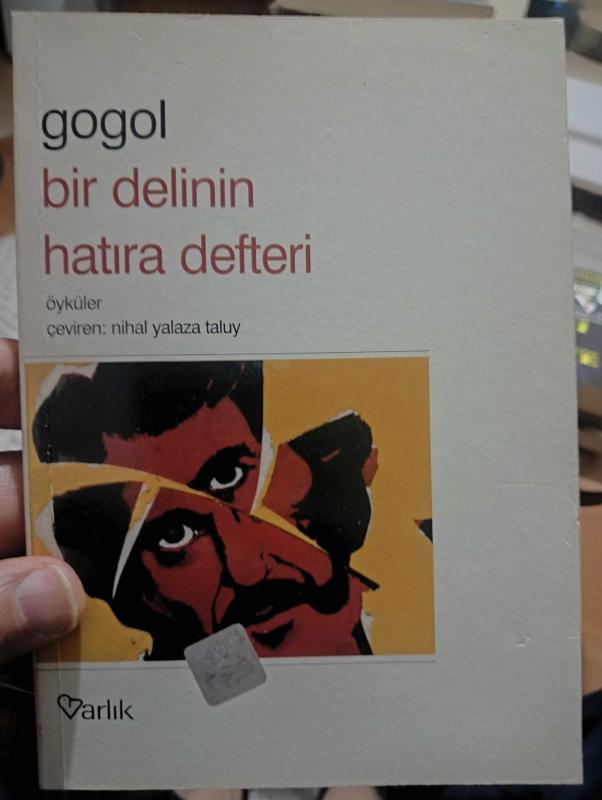 gogol
bir delinin
hatıra defteri
öyküler
çeviren: nihal yalaza taluy
Varlık